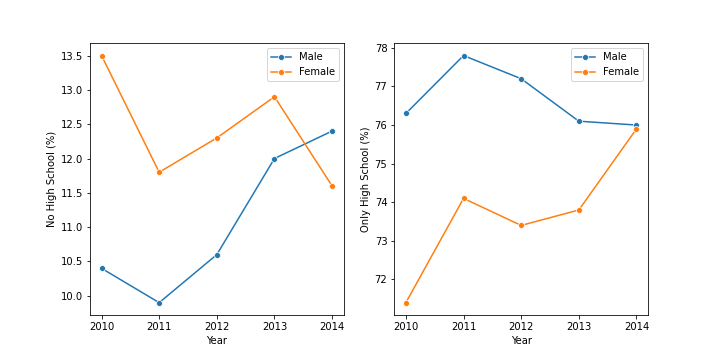 No High School (%)
13.5
13.0
12.5
12.0
11.5
11.0
10.5
10.0
2010 2011 2012 2013 2014
Year
Male
Female
Only High School (%)
78
77
76
75
74
73
72
2010 2011 2012 2013 2014
Year
Male
Female